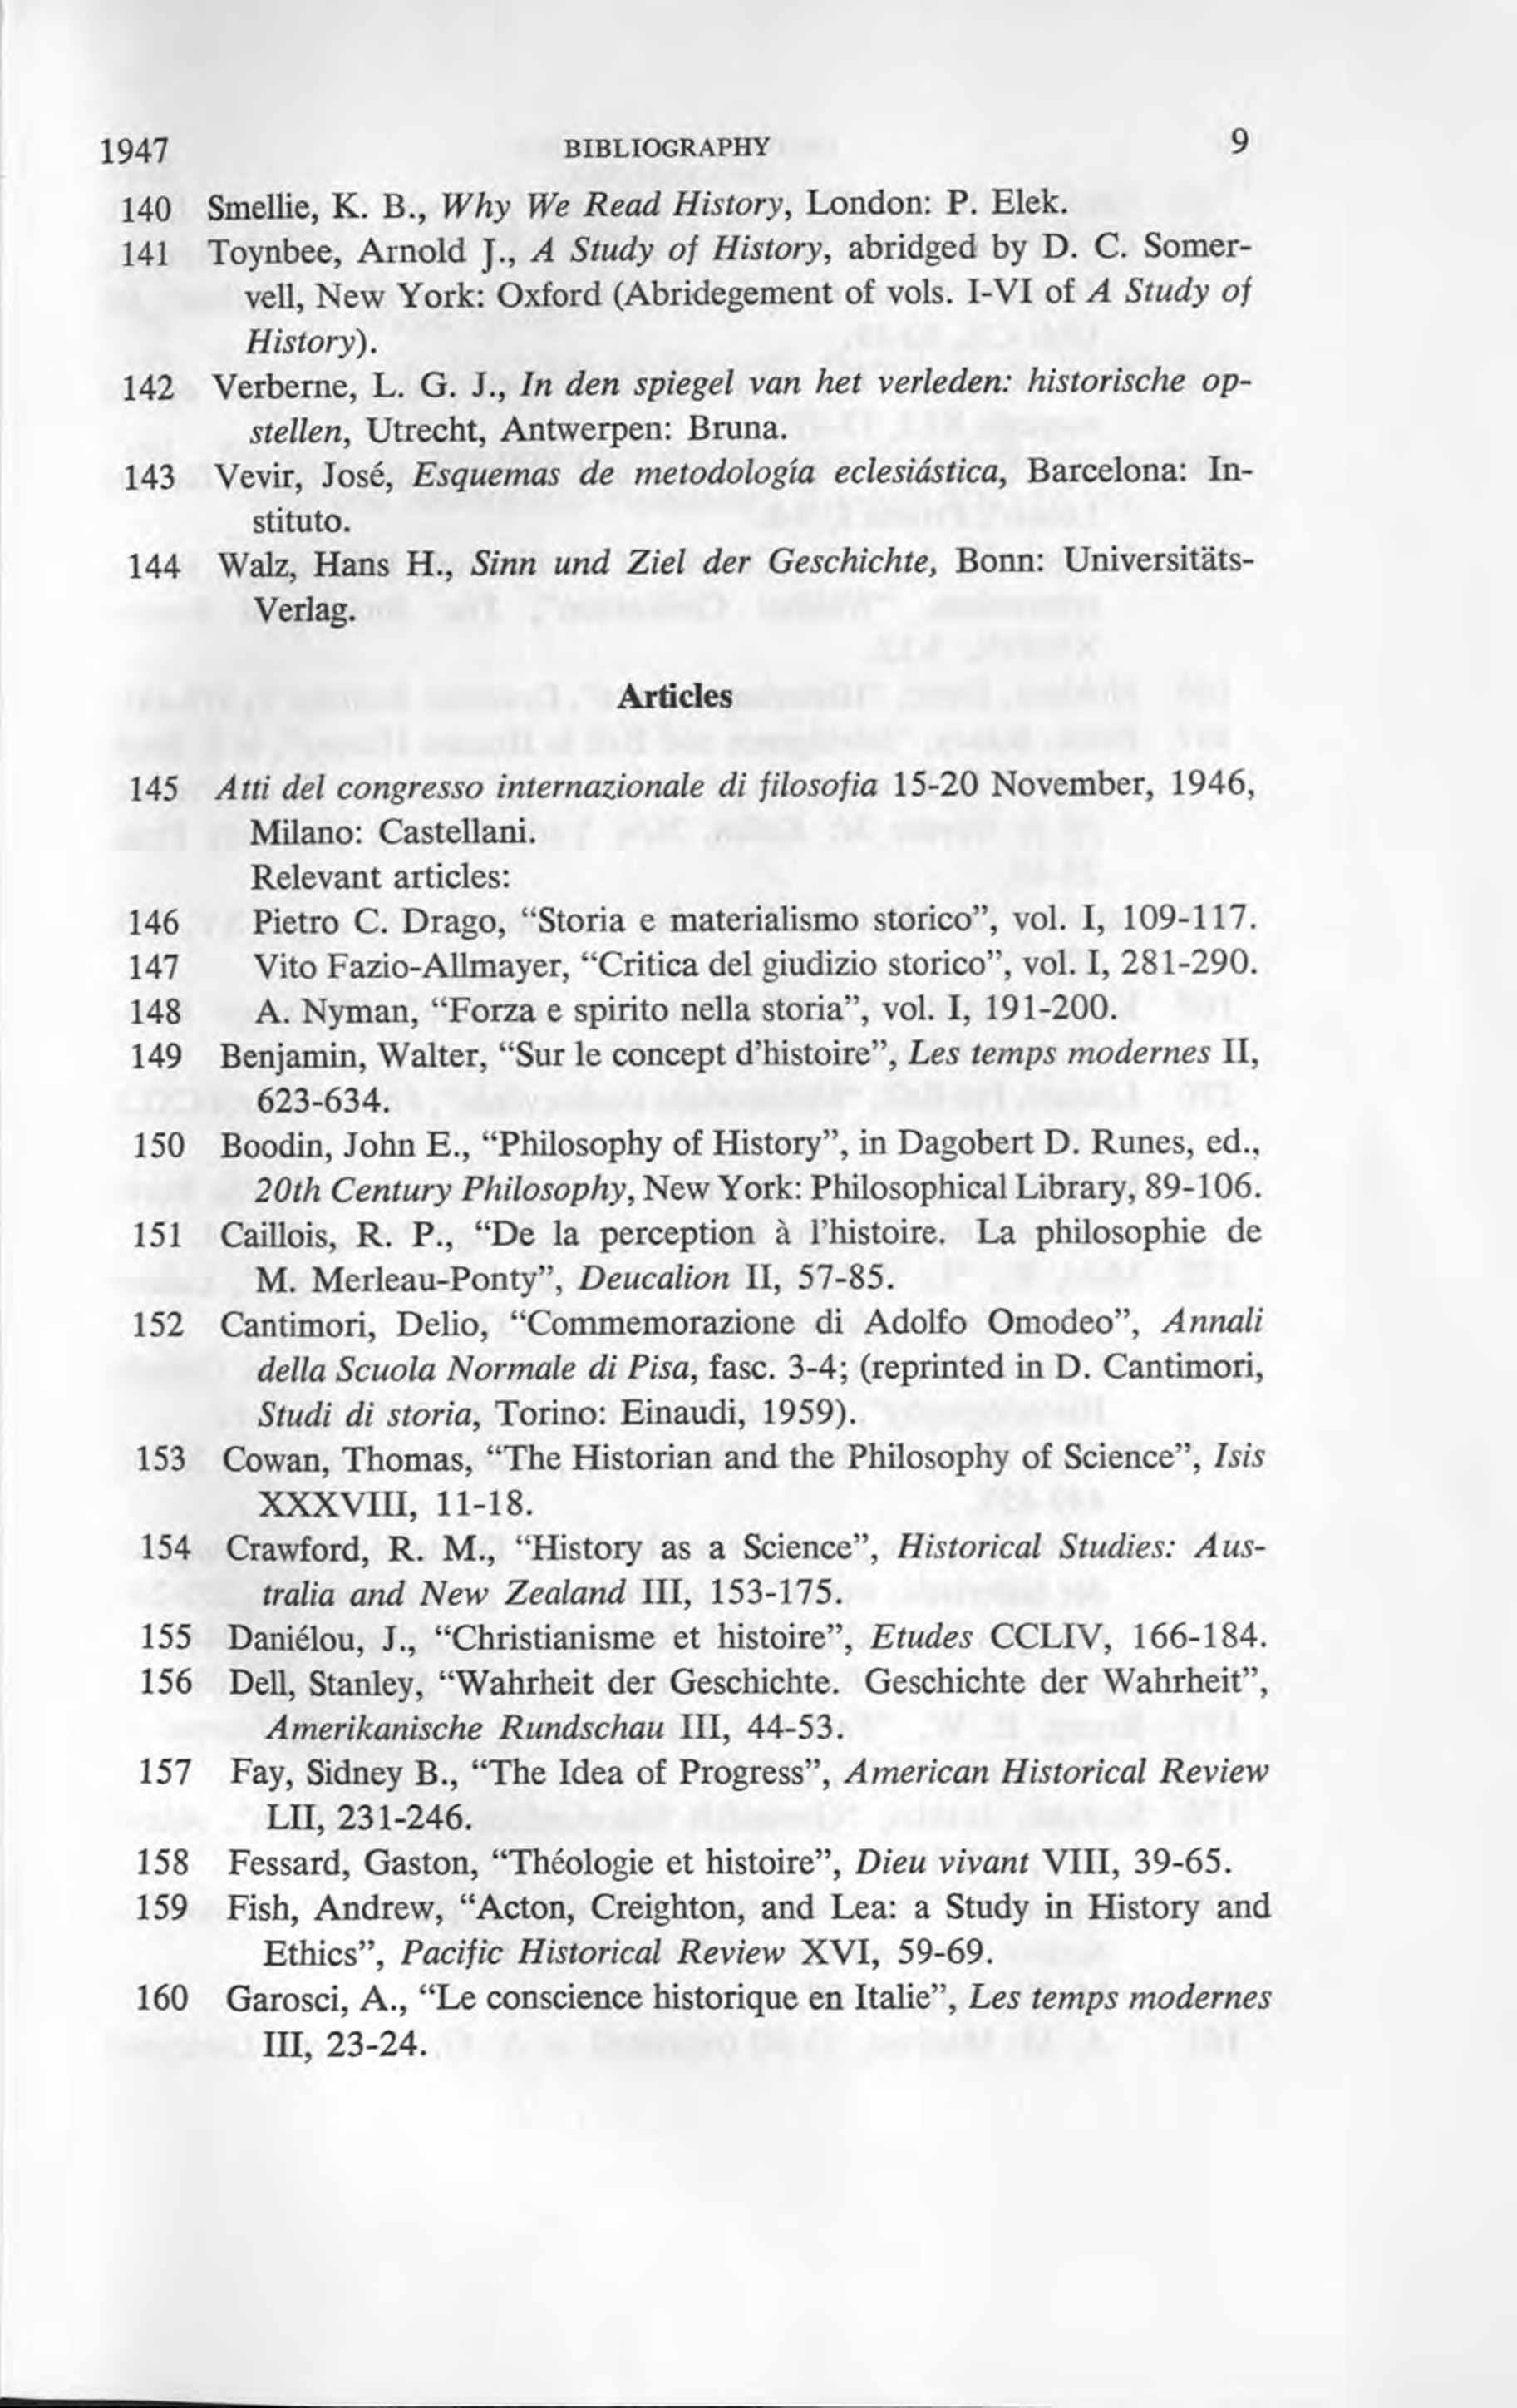 1947 BIBLIOGRAPHY 9
140 Smellie, K. B., Why We Read History, London: P. Elek.
141 Toynbee, Arnold J., A Study of History, abridged by D. C. Somer-
vell, New York: Oxford (Abridegement of vols. I-VI of A Study of
History).
142 Verberne, L. G. J., In den spiegel van het verleden: historische op-
stellen, Utrecht, Antwerpen: Bruna.
143 Vevir, José, Esquemas de metodología eclesiástica, Barcelona: In-
stituto.
144 Walz, Hans H., Sinn und Ziel der Geschichte, Bonn: Universitäts-
Verlag.
Articles
145 Atti del congresso internazionale di filosofia 15-20 November, 1946,
Milano: Castellani.
Relevant articles:
146 Pietro C. Drago, “Storia e materialismo storico”, vol. I, 109-117.
147 Vito Fazio-Allmayer, “Critica del giudizio storico”, vol. I, 281-290.
148 A. Nyman, “Forza e spirito nella storia”, vol. I, 191-200.
149 Benjamin, Walter, “Sur le concept d’histoire”, Les temps modernes II,
623-634.
150 Boodin, John E., “Philosophy of History”, in Dagobert D. Runes, ed.,
20th Century Philosophy, New York: Philosophical Library, 89-106.
151 Caillois, R. P., “De la perception à l’histoire. La philosophie de
M. Merleau-Ponty”, Deucalion II, 57-85.
152 Cantimori, Delio, “Commemorazione di Adolfo Omodeo”, Annali
della Scuola Normale di Pisa, fasc. 3-4; (reprinted in D. Cantimori,
Studi di storia, Torino: Einaudi, 1959).
153 Cowan, Thomas, “The Historian and the Philosophy of Science”, Isis
XXXVIII, 11-18.
154 Crawford, R. M., “History as a Science”, Historical Studies: Aus-
tralia and New Zealand III, 153-175.
155 Daniélou, J., “Christianisme et histoire”, Etudes CCLIV, 166-184.
156 Dell, Stanley, “Wahrheit der Geschichte. Geschichte der Wahrheit”,
Amerikanische Rundschau III, 44-53.
157 Fay, Sidney B., “The Idea of Progress”, American Historical Review
LII, 231-246.
158 Fessard, Gaston, “Théologie et histoire”, Dieu vivant VIII, 39-65.
159 Fish, Andrew, “Acton, Creighton, and Lea: a Study in History and
Ethics”, Pacific Historical Review XVI, 59-69.
160 Garosci, A., “Le conscience historique en Italie”, Les temps modernes
III, 23-24.